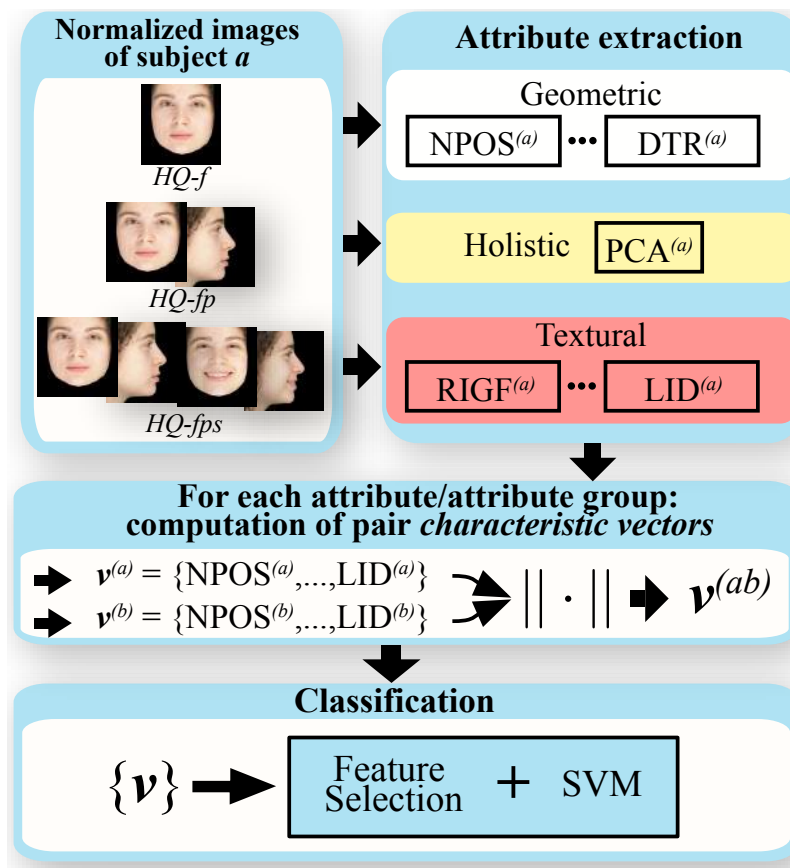 Normalized images
of subject a
HQ-f
HQ-fp
HQ-fps
Attribute extraction
Geometric
NPOS(a) ••• DTR(a)
Holistic PCA(a)
Textural
RIGF(a) ••• LID(a)
For each attribute/attribute group:
computation of pair characteristic vectors
v(a) = {NPOS(a),...,LID(a)}
v(b) = {NPOS(b),...,LID(b)}
|| · || v(ab)
Classification
{v} Feature Selection + SVM